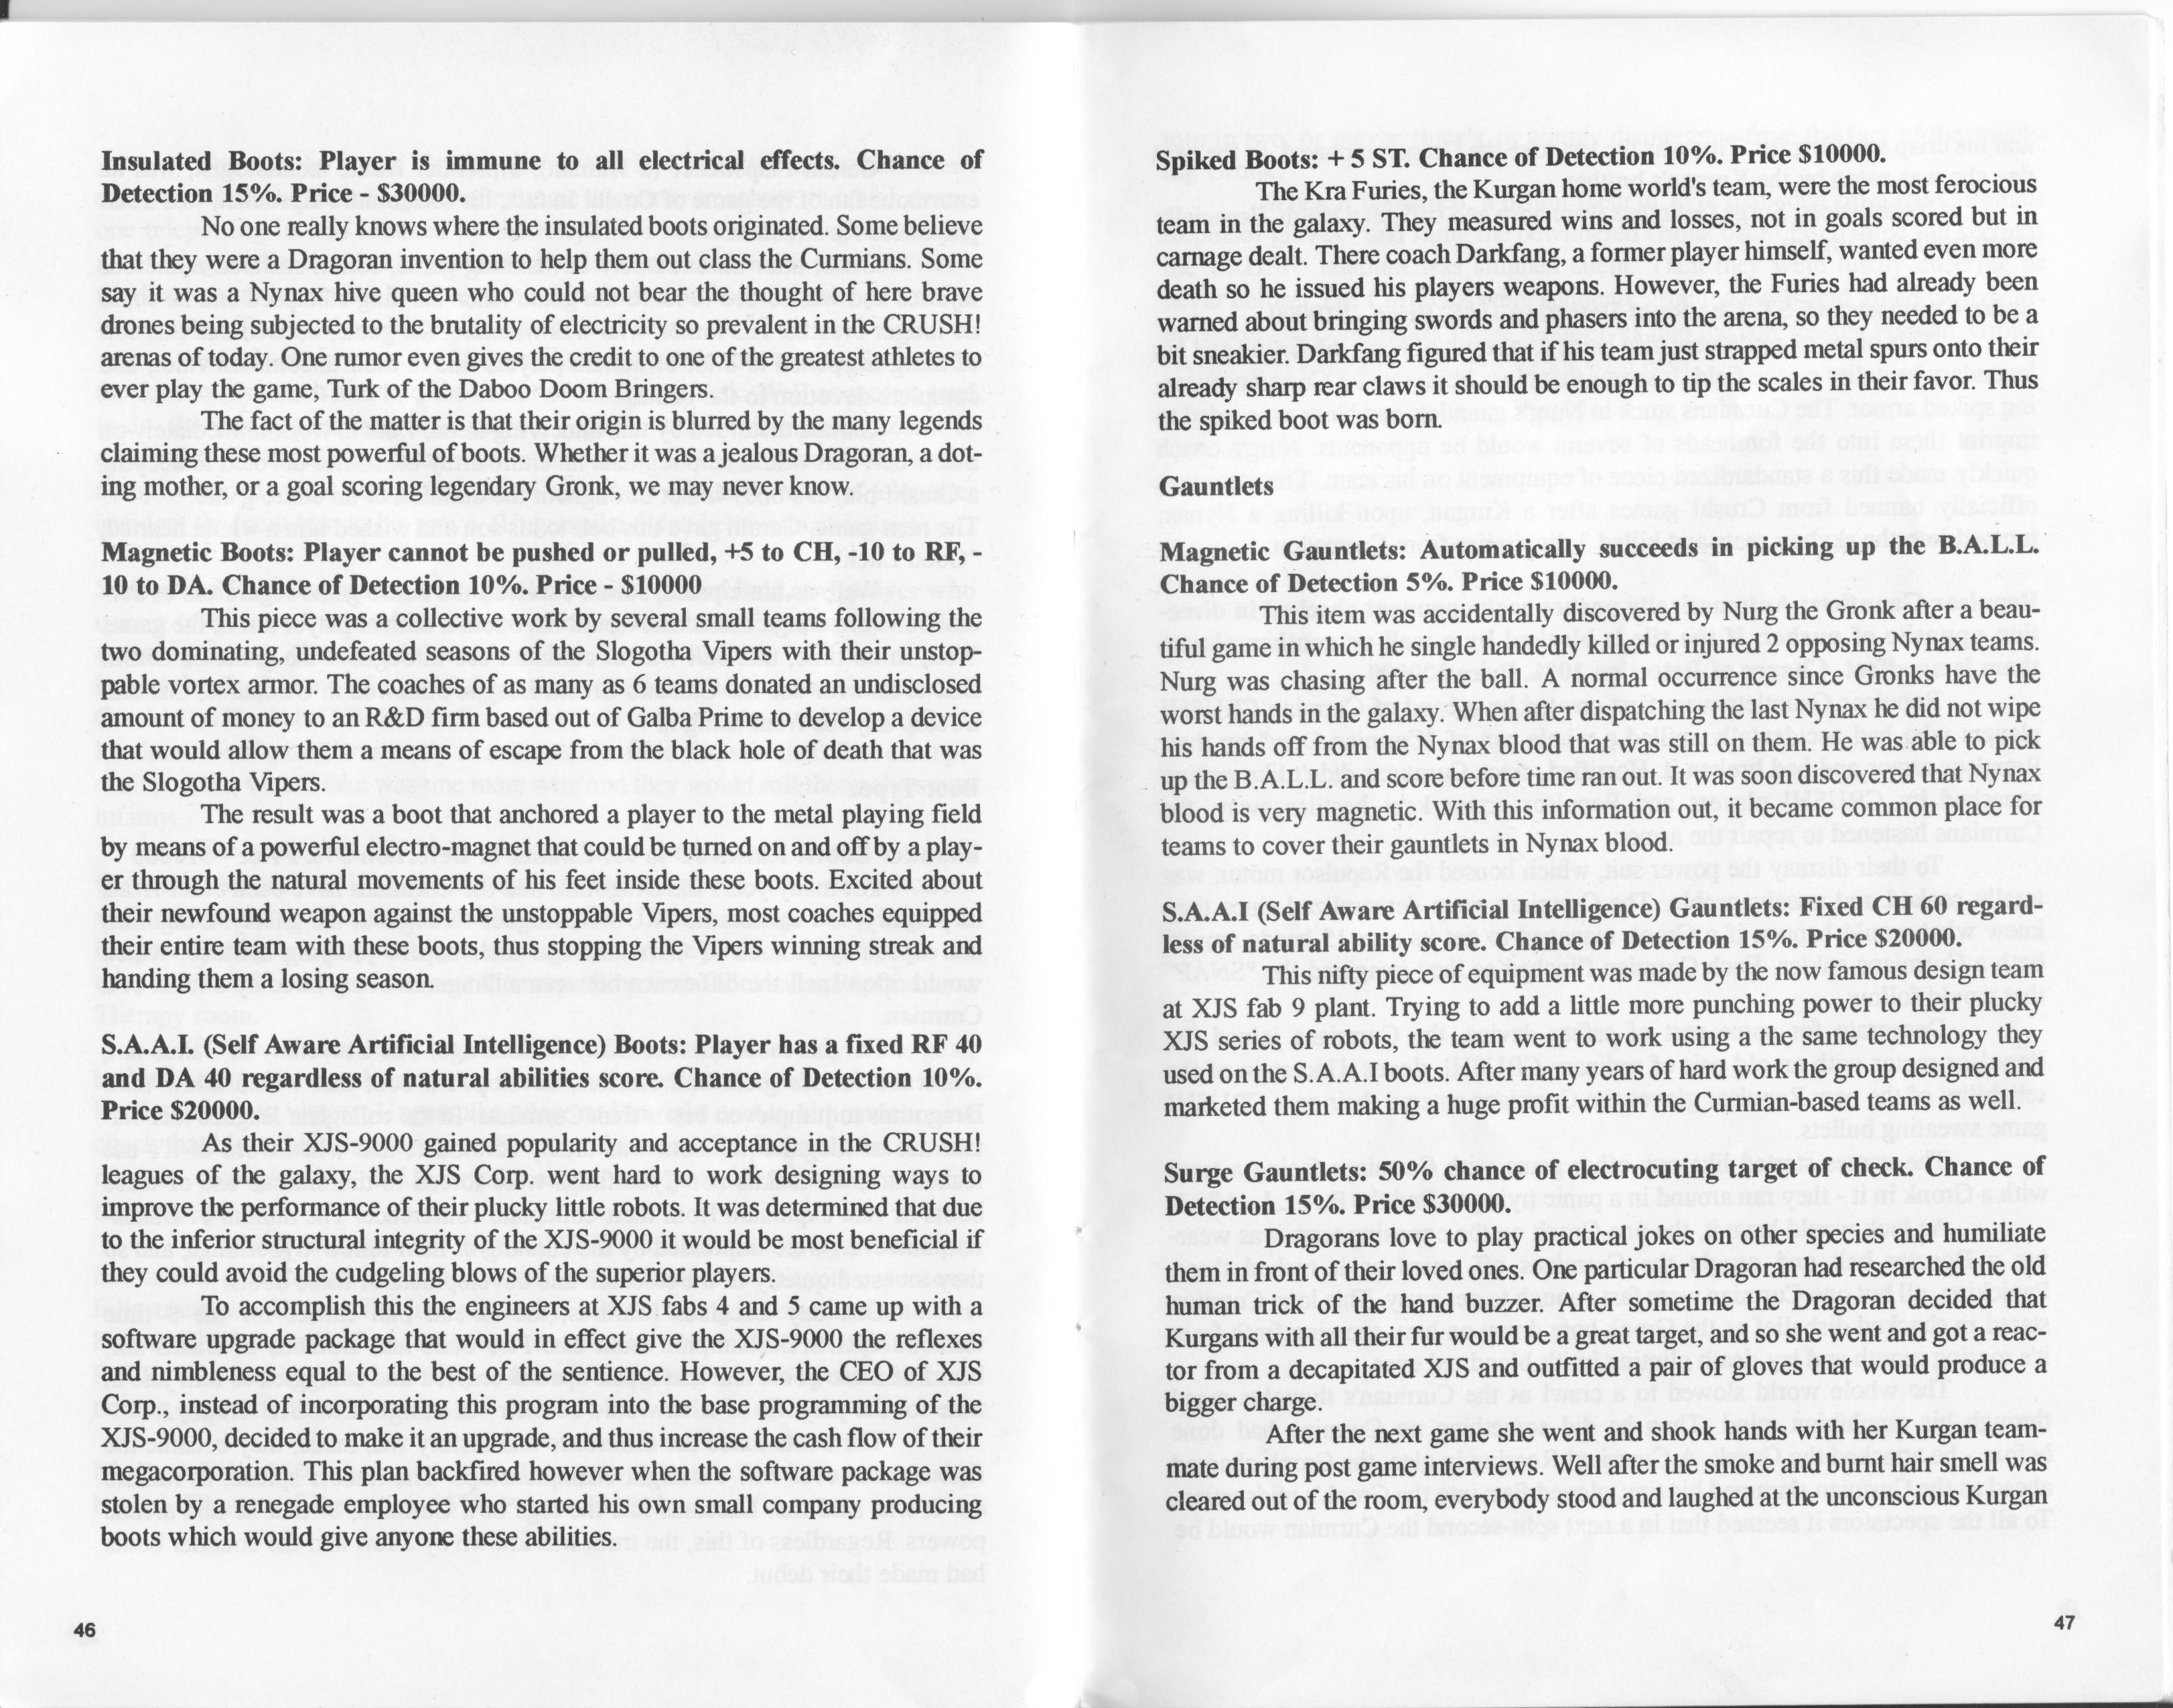 Insulated Boots: Player is immune to all electrical effects. Chance of
Detection 15%. Price - $30000.
No one really knows where the insulated boots originated. Some believe
that they were a Dragoran invention to help them out class the Curmians. Some
say it was a Nynax hive queen who could not bear the thought of here brave
drones being subjected to the brutality of electricity so prevalent in the CRUSH!
arenas of today. One rumor even gives the credit to one of the greatest athletes to
ever play the game, Turk of the Daboo Doom Bringers.
The fact of the matter is that their origin is blurred by the many legends
claiming these most powerful of boots. Whether it was a jealous Dragoran, a dot-
ing mother, or a goal scoring legendary Gronk, we may never know.
Magnetic Boots: Player cannot be pushed or pulled, +5 to CH, -10 to RF, -
10 to DA. Chance of Detection 10%. Price - $10000
This piece was a collective work by several small teams following the
two dominating, undefeated seasons of the Slogotha Vipers with their unstop-
pable vortex armor. The coaches of as many as 6 teams donated an undisclosed
amount of money to an R&D firm based out of Galba Prime to develop a device
that would allow them a means of escape from the black hole of death that was
the Slogotha Vipers.
The result was a boot that anchored a player to the metal playing field
by means of a powerful electro-magnet that could be turned on and off by a play-
er through the natural movements of his feet inside these boots. Excited about
their newfound weapon against the unstoppable Vipers, most coaches equipped
their entire team with these boots, thus stopping the Vipers winning streak and
handing them a losing season.
S.A.A.I. (Self Aware Artificial Intelligence) Boots: Player has a fixed RF 40
and DA 40 regardless of natural abilities score. Chance of Detection 10%.
Price $20000.
As their XJS-9000 gained popularity and acceptance in the CRUSH!
leagues of the galaxy, the XJS Corp. went hard to work designing ways to
improve the performance of their plucky little robots. It was determined that due
to the inferior structural integrity of the XJS-9000 it would be most beneficial if
they could avoid the cudgeling blows of the superior players.
To accomplish this the engineers at XJS fabs 4 and 5 came up with a
software upgrade package that would in effect give the XJS-9000 the reflexes
and nimbleness equal to the best of the sentience. However, the CEO of XJS
Corp., instead of incorporating this program into the base programming of the
XJS-9000, decided to make it an upgrade, and thus increase the cash flow of their
megacorporation. This plan backfired however when the software package was
stolen by a renegade employee who started his own small company producing
boots which would give anyone these abilities.
46
Spiked Boots: + 5 ST. Chance of Detection 10%. Price $10000.
The Kra Furies, the Kurgan home world's team, were the most ferocious
team in the galaxy. They measured wins and losses, not in goals scored but in
carnage dealt. There coach Darkfang, a former player himself, wanted even more
death so he issued his players weapons. However, the Furies had already been
warned about bringing swords and phasers into the arena, so they needed to be a
bit sneakier. Darkfang figured that if his team just strapped metal spurs onto their
already sharp rear claws it should be enough to tip the scales in their favor. Thus
the spiked boot was born.
Gauntlets
Magnetic Gauntlets: Automatically succeeds in picking up the B.A.L.L.
Chance of Detection 5%. Price $10000.
This item was accidentally discovered by Nurg the Gronk after a beau-
tiful game in which he single handedly killed or injured 2 opposing Nynax teams.
Nurg was chasing after the ball. A normal occurrence since Gronks have the
worst hands in the galaxy. When after dispatching the last Nynax he did not wipe
his hands off from the Nynax blood that was still on them. He was able to pick
up the B.A.L.L. and score before time ran out. It was soon discovered that Nynax
blood is very magnetic. With this information out, it became common place for
teams to cover their gauntlets in Nynax blood.
S.A.A.I (Self Aware Artificial Intelligence) Gauntlets: Fixed CH 60 regard-
less of natural ability score. Chance of Detection 15%. Price $20000.
This nifty piece of equipment was made by the now famous design team
at XJS fab 9 plant. Trying to add a little more punching power to their plucky
XJS series of robots, the team went to work using a the same technology they
used on the S.A.A.I boots. After many years of hard work the group designed and
marketed them making a huge profit within the Curmian-based teams as well.
Surge Gauntlets: 50% chance of electrocuting target of check. Chance of
Detection 15%. Price $30000.
Dragorans love to play practical jokes on other species and humiliate
them in front of their loved ones. One particular Dragoran had researched the old
human trick of the hand buzzer. After sometime the Dragoran decided that
Kurgans with all their fur would be a great target, and so she went and got a reac-
tor from a decapitated XJS and outfitted a pair of gloves that would produce a
bigger charge.
After the next game she went and shook hands with her Kurgan team-
mate during post game interviews. Well after the smoke and burnt hair smell was
cleared out of the room, everybody stood and laughed at the unconscious Kurgan
47